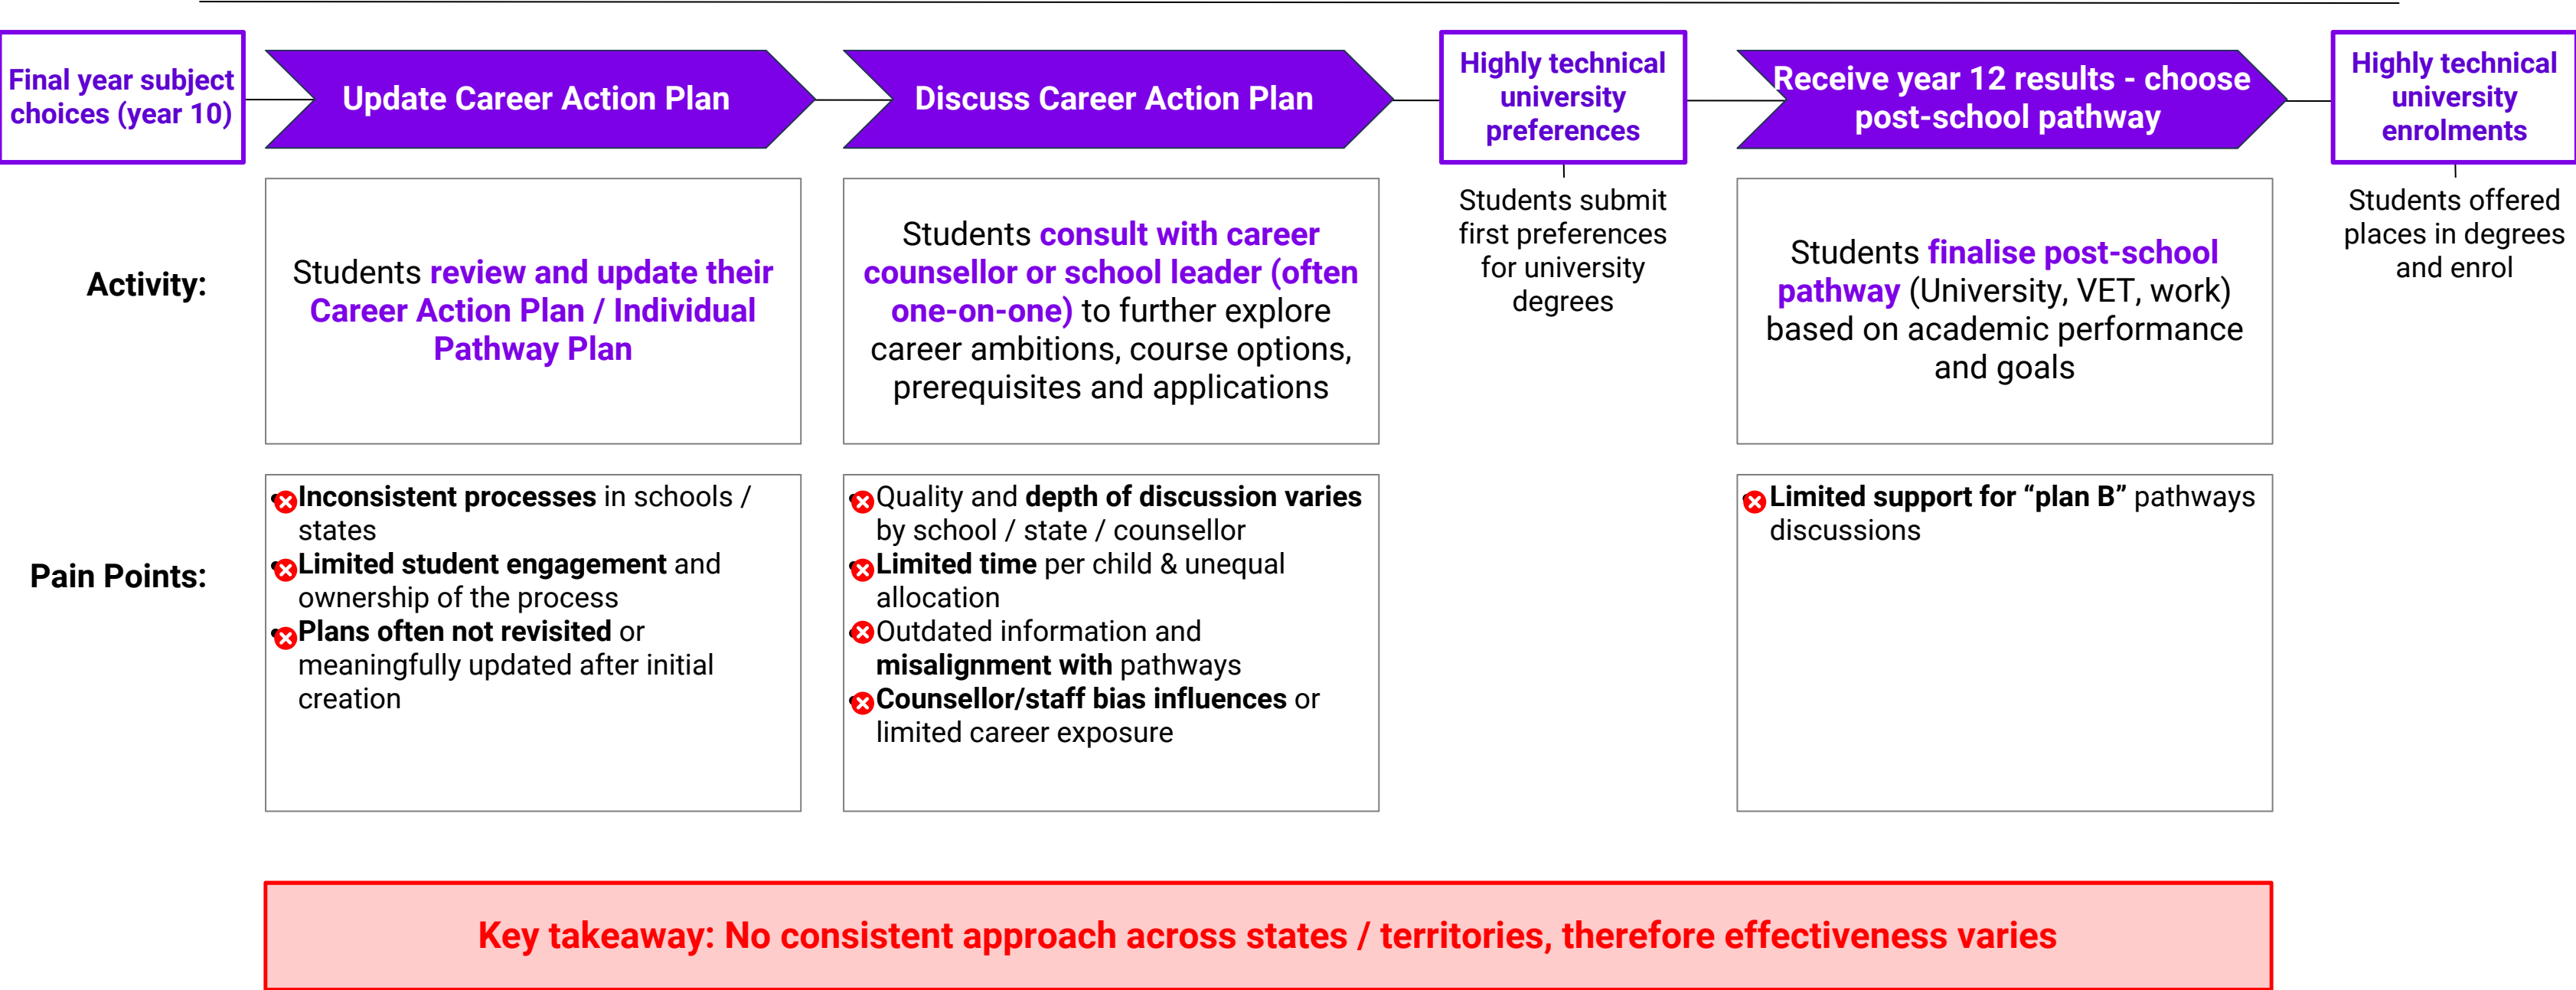 Final year subject
choices (year 10)
Update Career Action Plan
Discuss Career Action Plan
Highly technical
university
preferences
Receive year 12 results - choose
post-school pathway
Highly technical
university
enrolments
Activity:
Students review and update their
Career Action Plan / Individual
Pathway Plan
Students consult with career
counsellor or school leader (often
one-on-one) to further explore
career ambitions, course options,
prerequisites and applications
Students submit
first preferences
for university
degrees
Students finalise post-school
pathway (University, VET, work)
based on academic performance
and goals
Students offered
places in degrees
and enrol
Pain Points:
Inconsistent processes in schools /
states
Limited student engagement and
ownership of the process
Plans often not revisited or
meaningfully updated after initial
creation
Quality and depth of discussion varies
by school / state / counsellor
Limited time per child & unequal
allocation
Outdated information and
misalignment with pathways
Counsellor/staff bias influences or
limited career exposure
Limited support for “plan B” pathways
discussions
Key takeaway: No consistent approach across states / territories, therefore effectiveness varies